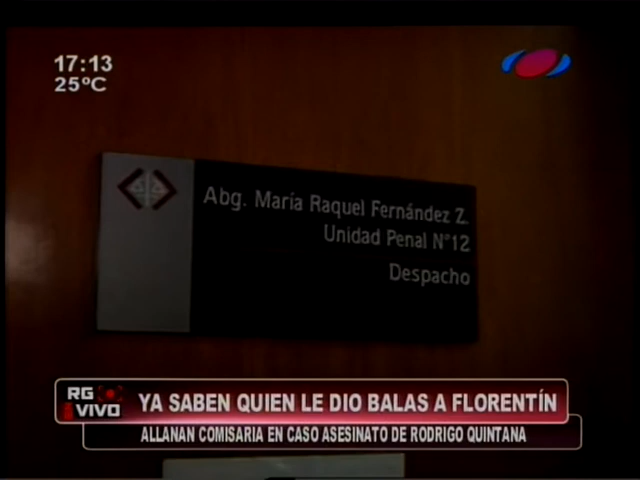 17:13
25ºC
Abg. María Raquel Fernández Z.
Unidad Penal N°12
Despacho
RG
VIVO
YA SABEN QUIEN LE DIO BALAS A FLORENTÍN
ALLANAN COMISARIA EN CASO ASESINATO DE RODRIGO QUINTANA